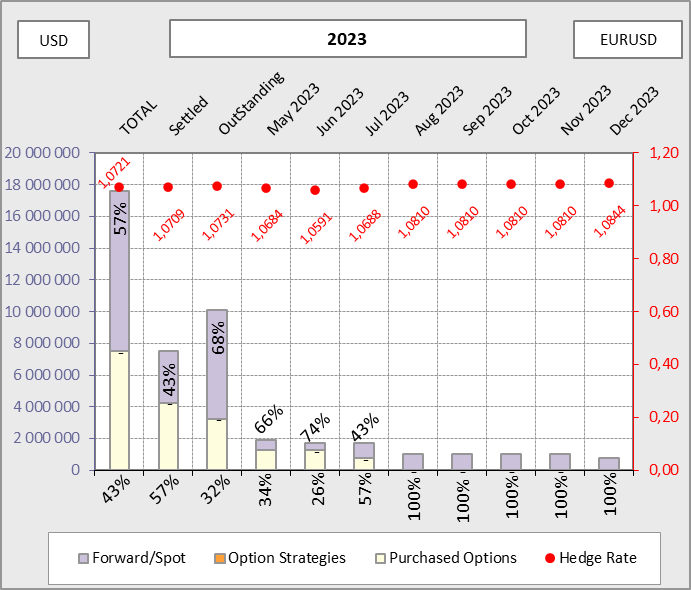 USD
2023
EURUSD
TOTAL
Settled
OutStanding
May 2023
Jun 2023
Jul 2023
Aug 2023
Sep 2023
Oct 2023
Nov 2023
Dec 2023
20 000 000
18 000 000
16 000 000
14 000 000
12 000 000
10 000 000
8 000 000
6 000 000
4 000 000
2 000 000
0
1,20
1,00
0,80
0,60
0,40
0,20
0,00
1,0721
1,0709
1,0731
1,0684
1,0591
1,0688
1,0810
1,0810
1,0810
1,0810
1,0844
57%
43%
68%
66%
74%
43%
43%
57%
32%
34%
26%
57%
100%
100%
100%
100%
100%
Forward/Spot
Option Strategies
Purchased Options
Hedge Rate